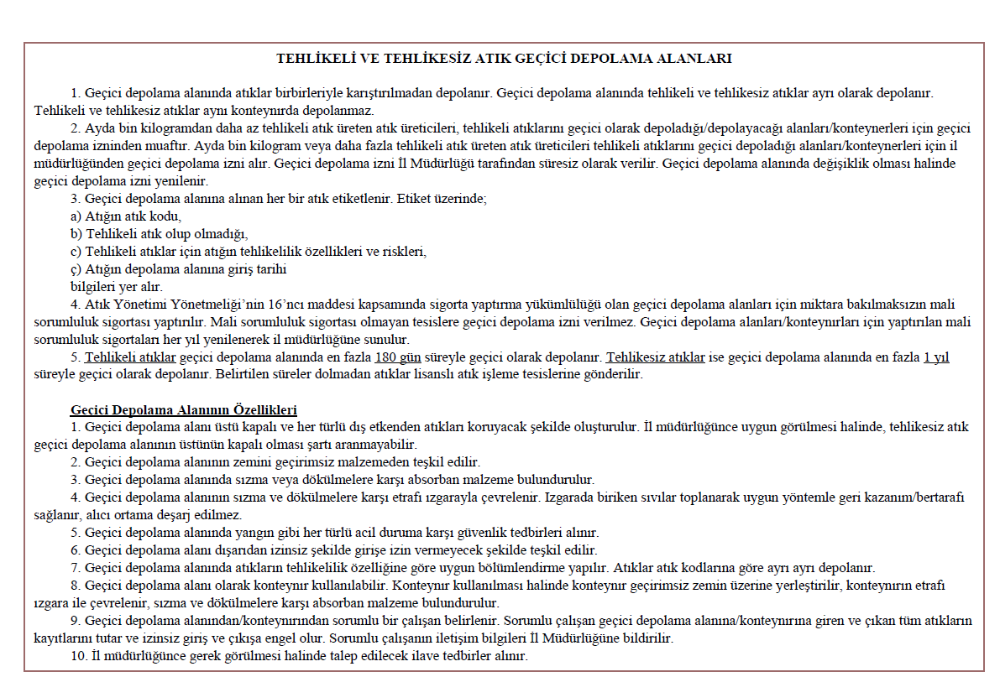 TEHLİKELİ VE TEHLİKESİZ ATIK GEÇİCİ DEPOLAMA ALANLARI
1. Geçici depolama alanında atıklar birbirleriyle karıştırılmadan depolanır. Geçici depolama alanında tehlikeli ve tehlikesiz atıklar ayrı olarak depolanır.
Tehlikeli ve tehlikesiz atıklar aynı konteynırda depolanmaz.
2. Ayda bin kilogramdan daha az tehlikeli atık üreten atık üreticileri, tehlikeli atıklarını geçici olarak depoladığı/depolayacağı alanları/konteynerleri için geçici
depolama izninden muaftır. Ayda bin kilogram veya daha fazla tehlikeli atık üreten atık üreticileri tehlikeli atıklarını geçici depoladığı alanları/konteynerleri için il
müdürlüğünden geçici depolama izni alır. Geçici depolama izni İl Müdürlüğü tarafından süresiz olarak verilir. Geçici depolama alanında değişiklik olması halinde
geçici depolama izni yenilenir.
3. Geçici depolama alanına alınan her bir atık etiketlenir. Etiket üzerinde;
a) Atığın atık kodu,
b) Tehlikeli atık olup olmadığı,
c) Tehlikeli atıklar için atığın tehlikelilik özellikleri ve riskleri,
ç) Atığın depolama alanına giriş tarihi
bilgileri yer alır.
4. Atık Yönetimi Yönetmeliği’nin 16’ncı maddesi kapsamında sigorta yaptırma yükümlülüğü olan geçici depolama alanları için miktara bakılmaksızın mali
sorumluluk sigortası yaptırılır. Mali sorumluluk sigortası olmayan tesislere geçici depolama izni verilmez. Geçici depolama alanları/konteynırları için yaptırılan mali
sorumluluk sigortaları her yıl yenilenerek il müdürlüğüne sunulur.
5. Tehlikeli atıklar geçici depolama alanında en fazla 180 gün süreyle geçici olarak depolanır. Tehlikesiz atıklar ise geçici depolama alanında en fazla 1 yıl
süreyle geçici olarak depolanır. Belirtilen süreler dolmadan atıklar lisanslı atık işleme tesislerine gönderilir.
Geçici Depolama Alanının Özellikleri
1. Geçici depolama alanı üstü kapalı ve her türlü dış etkenden atıkları koruyacak şekilde oluşturulur. İl müdürlüğünce uygun görülmesi halinde, tehlikesiz atık
geçici depolama alanının üstünün kapalı olması şartı aranmayabilir.
2. Geçici depolama alanının zemini geçirimsiz malzemeden teşkil edilir.
3. Geçici depolama alanında sızma veya dökülmelere karşı absorban malzeme bulundurulur.
4. Geçici depolama alanının sızma ve dökülmelere karşı etrafı ızgarayla çevrelenir. Izgarada biriken sıvılar toplanarak uygun yöntemle geri kazanım/bertarafı
sağlanır, alıcı ortama deşarj edilmez.
5. Geçici depolama alanında yangın gibi her türlü acil duruma karşı güvenlik tedbirleri alınır.
6. Geçici depolama alanı dışarıdan izinsiz şekilde girişe izin vermeyecek şekilde teşkil edilir.
7. Geçici depolama alanında atıkların tehlikelilik özelliğine göre uygun bölümlendirme yapılır. Atıklar atık kodlarına göre ayrı ayrı depolanır.
8. Geçici depolama alanı olarak konteynır kullanılabilir. Konteynır kullanılması halinde konteynır geçirimsiz zemin üzerine yerleştirilir, konteynırın etrafı
ızgara ile çevrelenir, sızma ve dökülmelere karşı absorban malzeme bulundurulur.
9. Geçici depolama alanından/konteynırından sorumlu bir çalışan belirlenir. Sorumlu çalışan geçici depolama alanına/konteynırına giren ve çıkan tüm atıkların
kayıtlarını tutar ve izinsiz giriş ve çıkışa engel olur. Sorumlu çalışanın iletişim bilgileri İl Müdürlüğüne bildirilir.
10. İl müdürlüğünce gerek görülmesi halinde talep edilecek ilave tedbirler alınır.